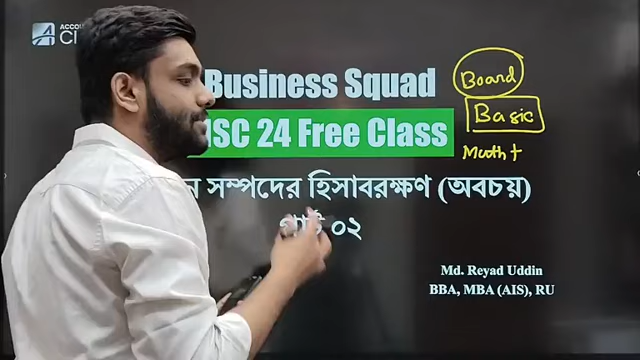 Business Squad
HSC 24 Free Class
সম্পদের হিসাবরক্ষণ (অবচয়)
০২
Md. Reyad Uddin
BBA, MBA (AIS), RU
Board
Basic
Math +